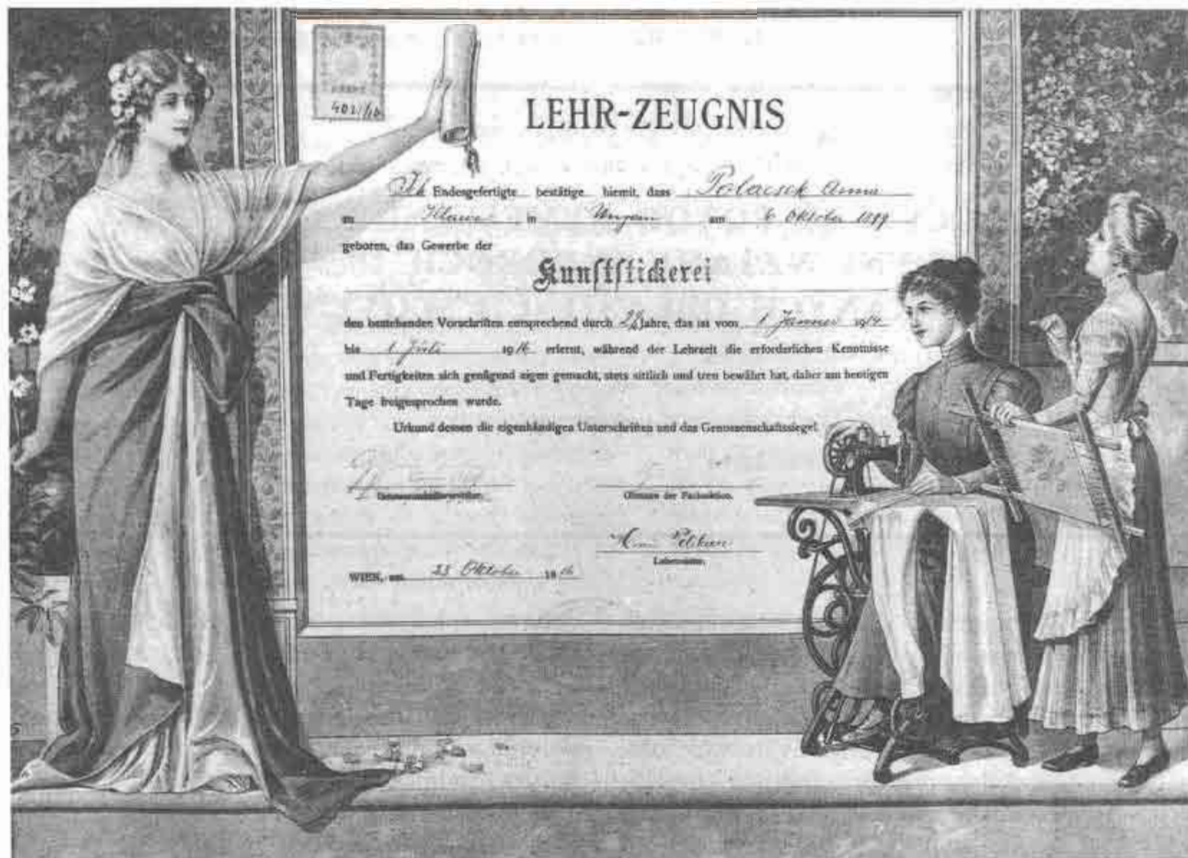 402/16
LEHR-ZEUGNIS
Ich Endesgefertigte bestätige hiemit, dass Polacsek Anna
zu in Ungarn am 6 Oktober 1899
geboren, das Gewerbe der
Kunststickerei
den bestehenden Vorschriften entsprechend durch 2½ Jahre, das ist vom 1 Jänner 1914
bis 1 Juli 1916 erlernt, während der Lehrzeit die erforderlichen Kenntnisse
und Fertigkeiten sich genügend eigen gemacht, stets sittlich und treu bewährt hat, daher am heutigen
Tage freigesprochen wurde.
Urkund dessen die eigenhändigen Unterschriften und das Genossenschaftssiegel.
Genossenschaftsvorsteher.
Obmann der Fachsektion.
WIEN, am 23 Oktober 1916